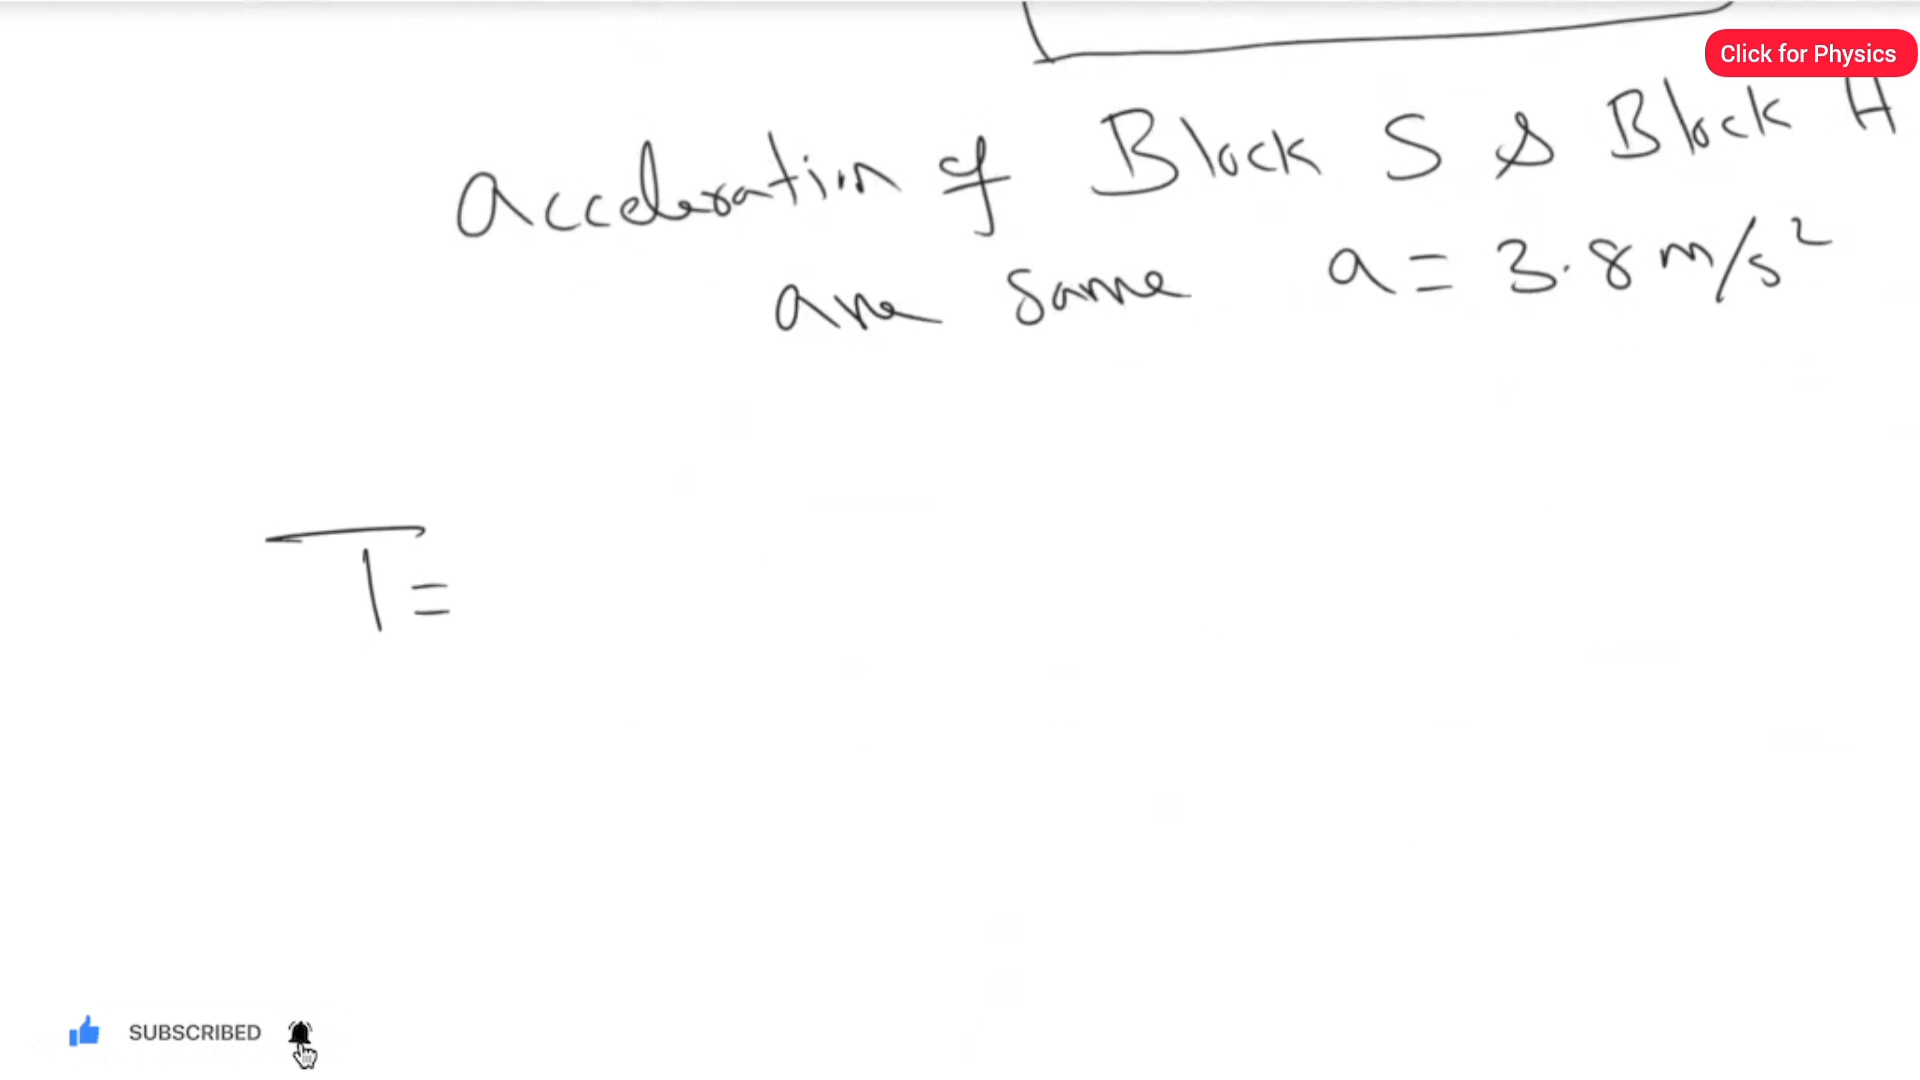 Click for Physics
acceleration of Block S & Block H
are same a = 3.8 m/s²
T =
SUBSCRIBED